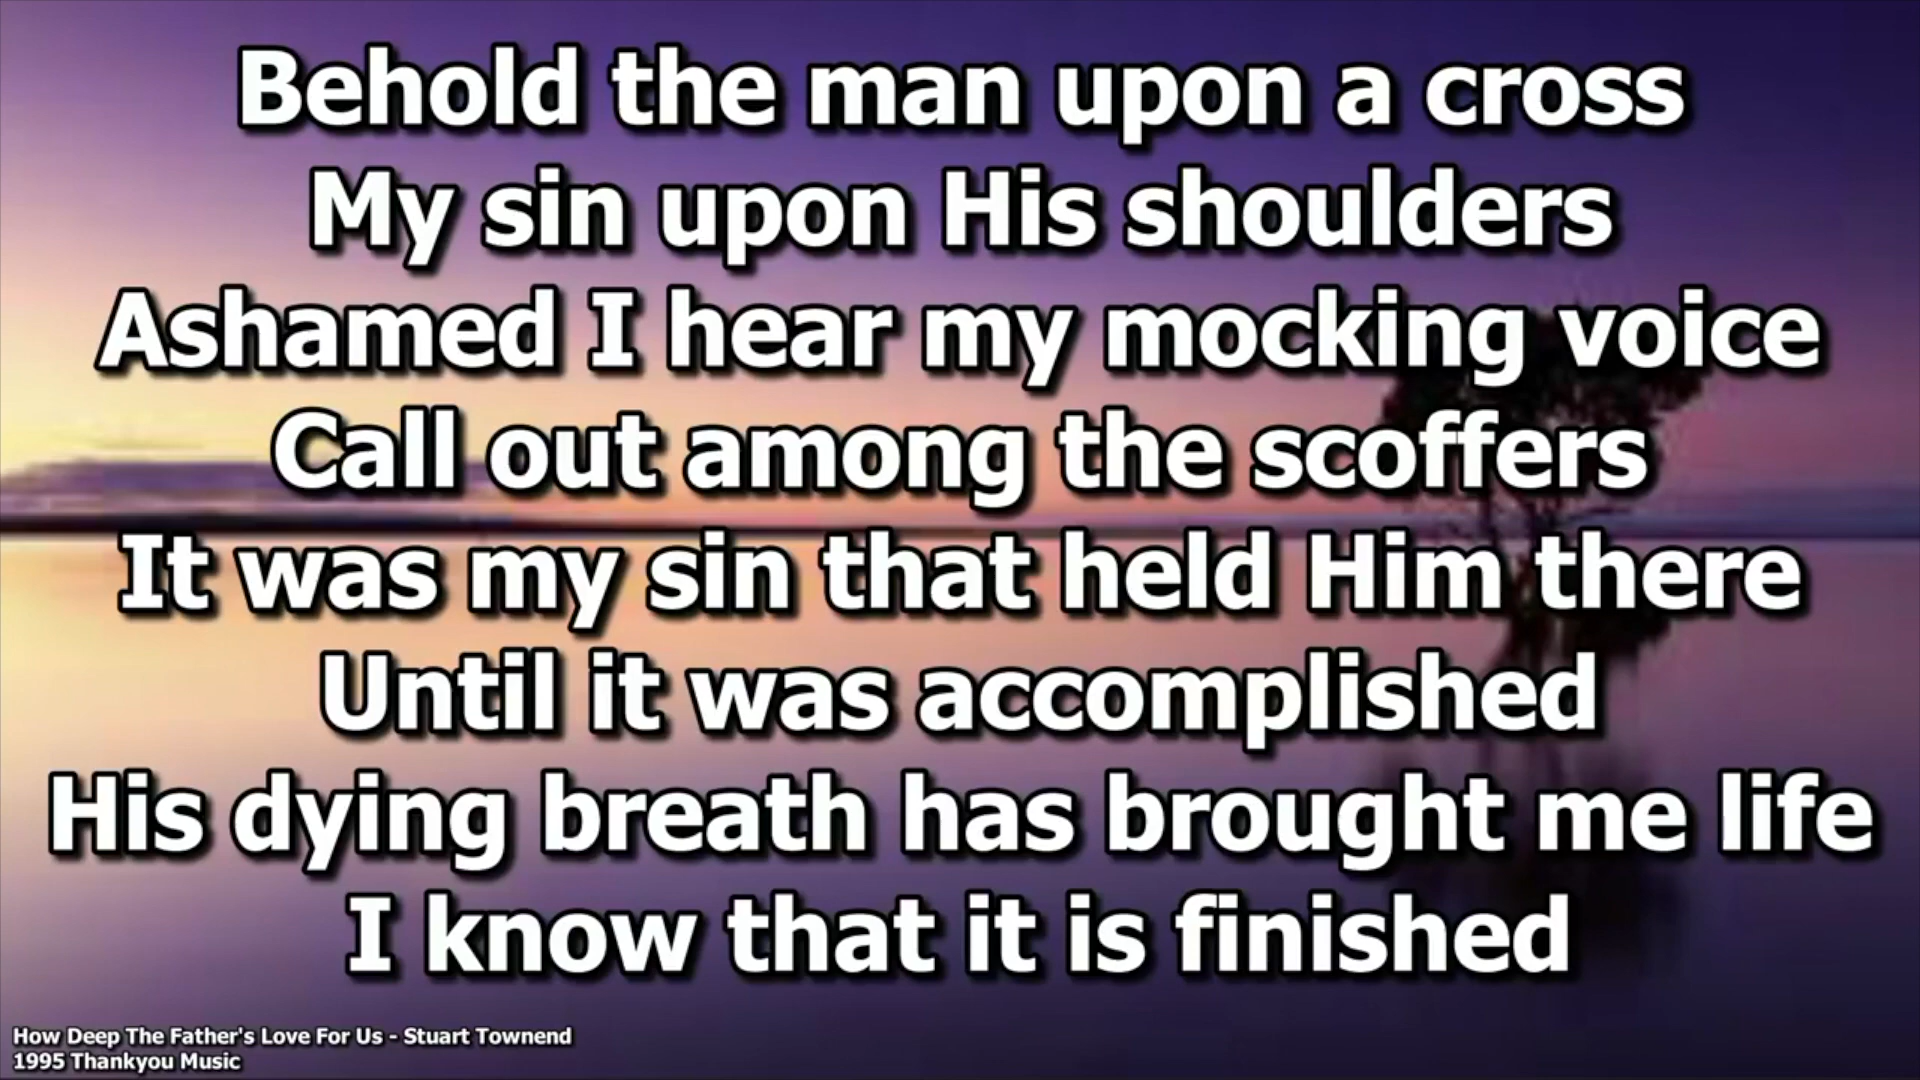 Behold the man upon a cross
My sin upon His shoulders
Ashamed I hear my mocking voice
Call out among the scoffers
It was my sin that held Him there
Until it was accomplished
His dying breath has brought me life
I know that it is finished
How Deep The Father's Love For Us - Stuart Townend
1995 Thankyou Music